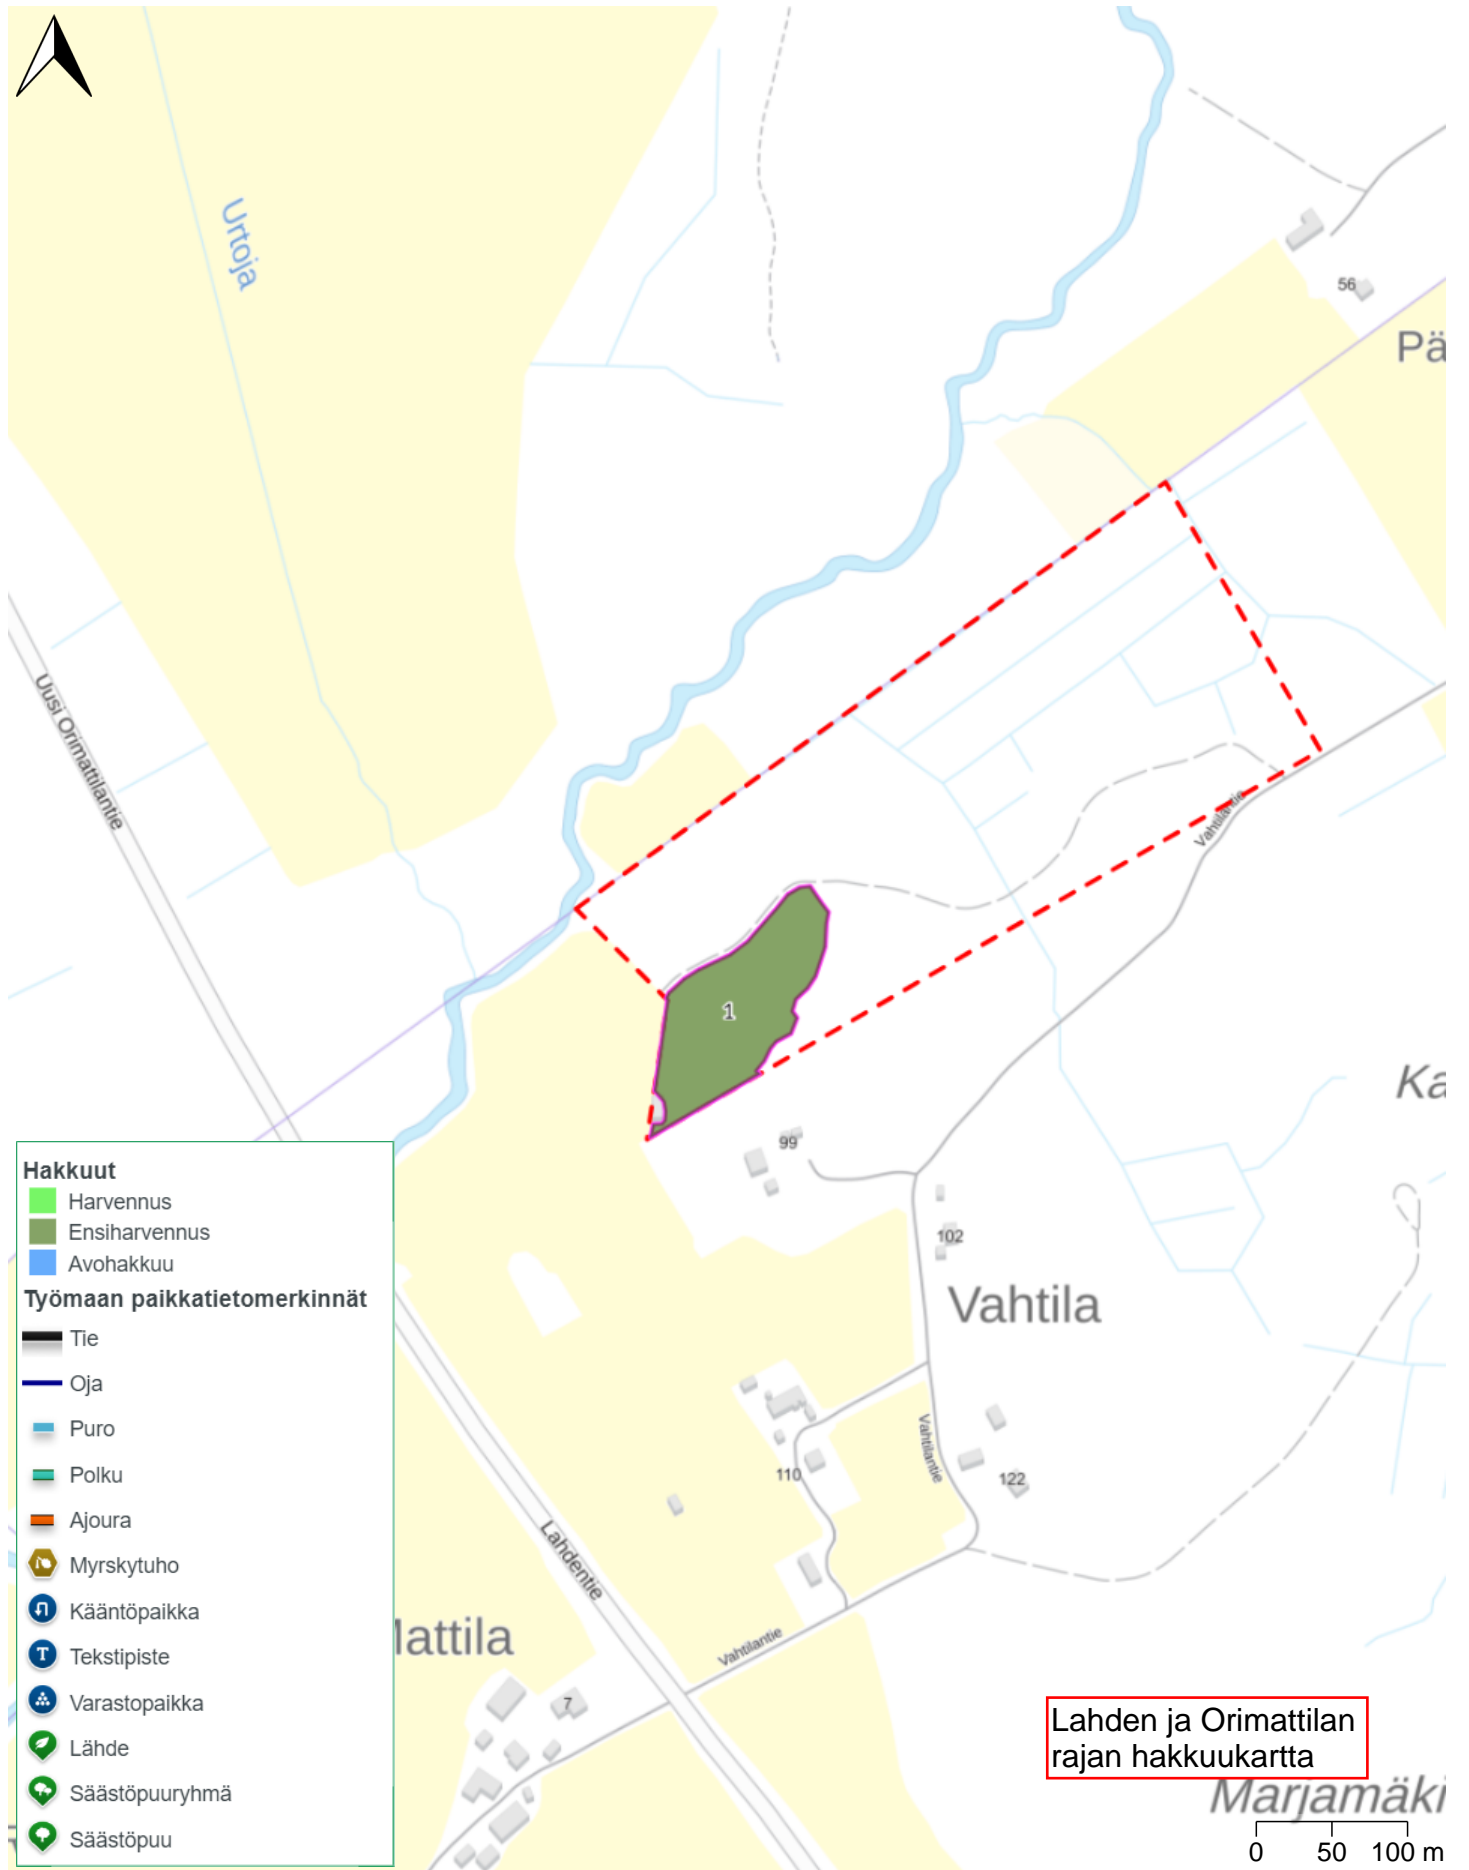 Urtoja
56
Pä
Uusi Orimattilantie
Vahtilantie
1
Ka
99
102
Vahtila
Vahtilantie
110
122
Lahdentie
Vahtilantie
lattila
7
Hakkuut
Harvennus
Ensiharvennus
Avohakkuu
Työmaan paikkatietomerkinnät
Tie
Oja
Puro
Polku
Ajoura
Myrskytuho
Kääntöpaikka
T
Tekstipiste
Varastopaikka
Lähde
Säästöpuuryhmä
Säästöpuu
Lahden ja Orimattilan
rajan hakkuukartta
Marjamäki
0 50 100 m